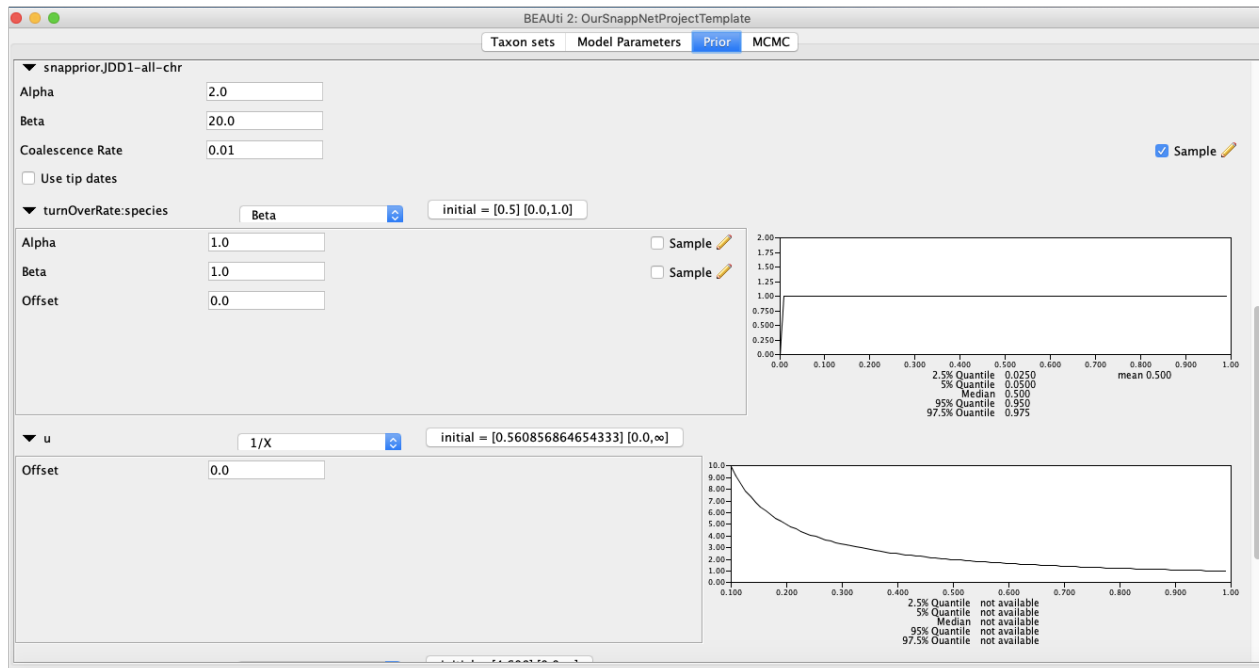 BEAUti 2: OurSnappNetProjectTemplate
Taxon sets Model Parameters Prior MCMC
snapprior.JDD1-all-chr
Alpha 2.0
Beta 20.0
Coalescence Rate 0.01 Sample
Use tip dates
turnOverRate:species Beta initial = [0.5] [0.0,1.0]
Alpha 1.0 Sample
Beta 1.0 Sample
Offset 0.0
2.00
1.75
1.50
1.25
1.00
0.750
0.500
0.250
0.00
0.00 0.100 0.200 0.300 0.400 0.500 0.600 0.700 0.800 0.900 1.00
2.5% Quantile 0.0250 mean 0.500
5% Quantile 0.0500
Median 0.500
95% Quantile 0.950
97.5% Quantile 0.975
u 1/X initial = [0.560856864654333] [0.0,∞]
Offset 0.0
10.0
9.00
8.00
7.00
6.00
5.00
4.00
3.00
2.00
1.00
0.00
0.100 0.200 0.300 0.400 0.500 0.600 0.700 0.800 0.900 1.00
2.5% Quantile not available
5% Quantile not available
Median not available
95% Quantile not available
97.5% Quantile not available